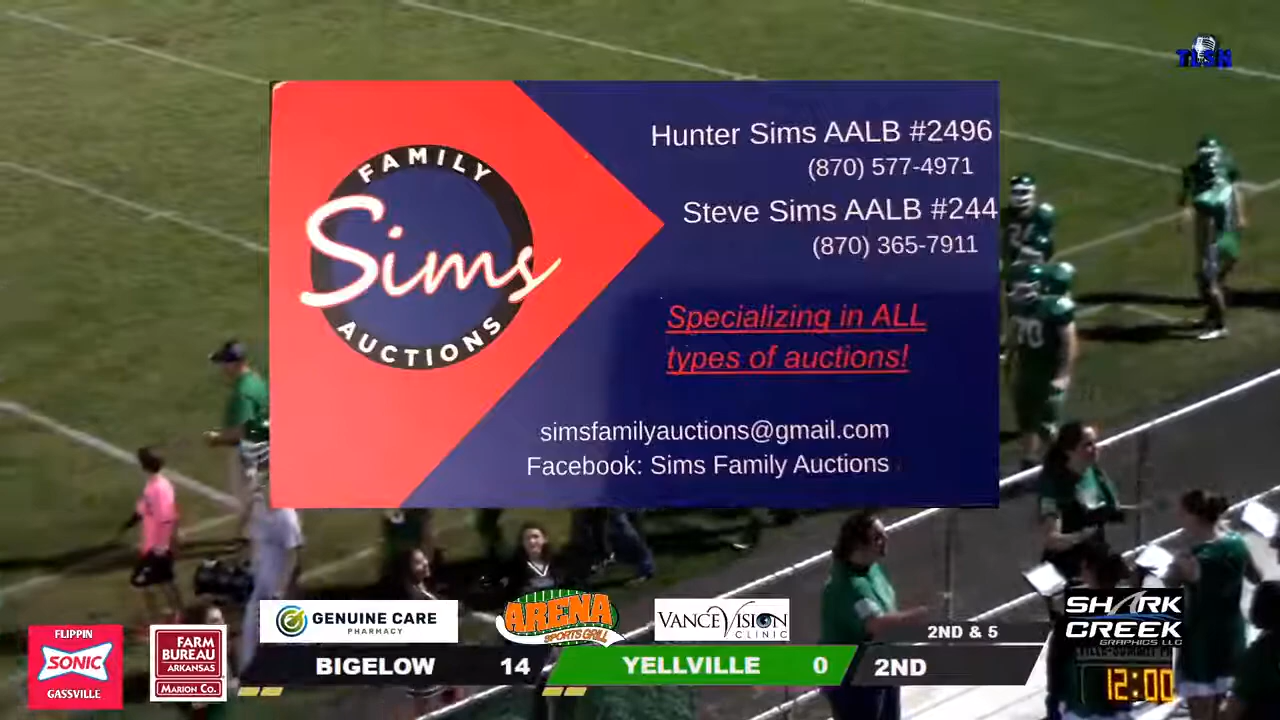 TLSN
Hunter Sims AALB #2496
(870) 577-4971
Steve Sims AALB #244
(870) 365-7911
FAMILY
Sims
AUCTIONS
Specializing in ALL
types of auctions!
simsfamilyauctions@gmail.com
Facebook: Sims Family Auctions
24
70
GENUINE CARE
PHARMACY
ARENA
SPORTS GRILL
VANCE VISION
CLINIC
2ND & 5
SHARK
CREEK
GRAPHICS LLC
FLIPPIN
SONIC
GASSVILLE
FARM
BUREAU
ARKANSAS
MARION CO.
BIGELOW 14 YELLVILLE 0 2ND
12:00